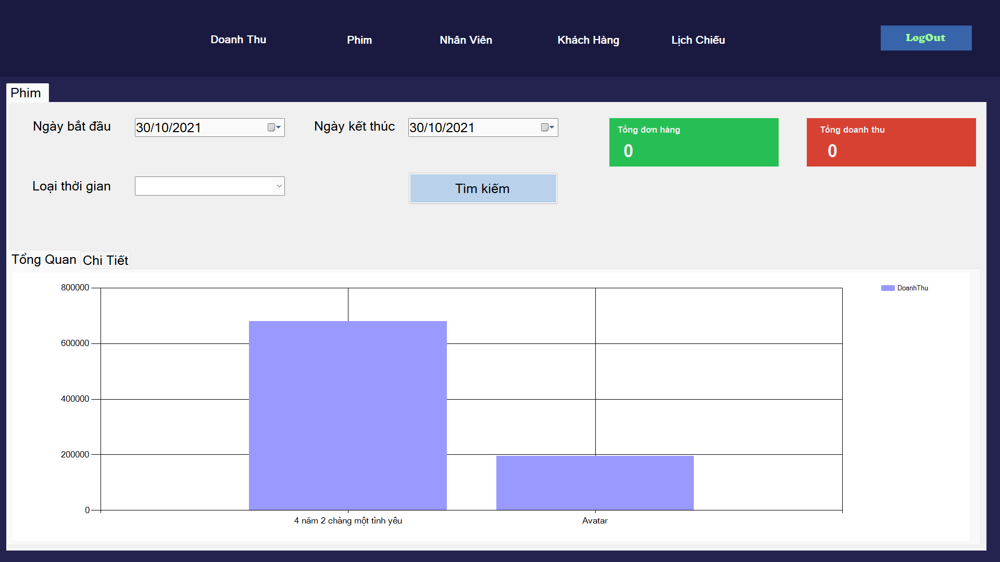 Doanh Thu Phim Nhân Viên Khách Hàng Lịch Chiếu LogOut
Phim
Ngày bắt đầu 30/10/2021 Ngày kết thúc 30/10/2021
Tổng đơn hàng
0
Tổng doanh thu
0
Loại thời gian Tìm kiếm
Tổng Quan Chi Tiết
800000
600000
400000
200000
0
4 năm 2 chàng một tình yêu Avatar
DoanhThu